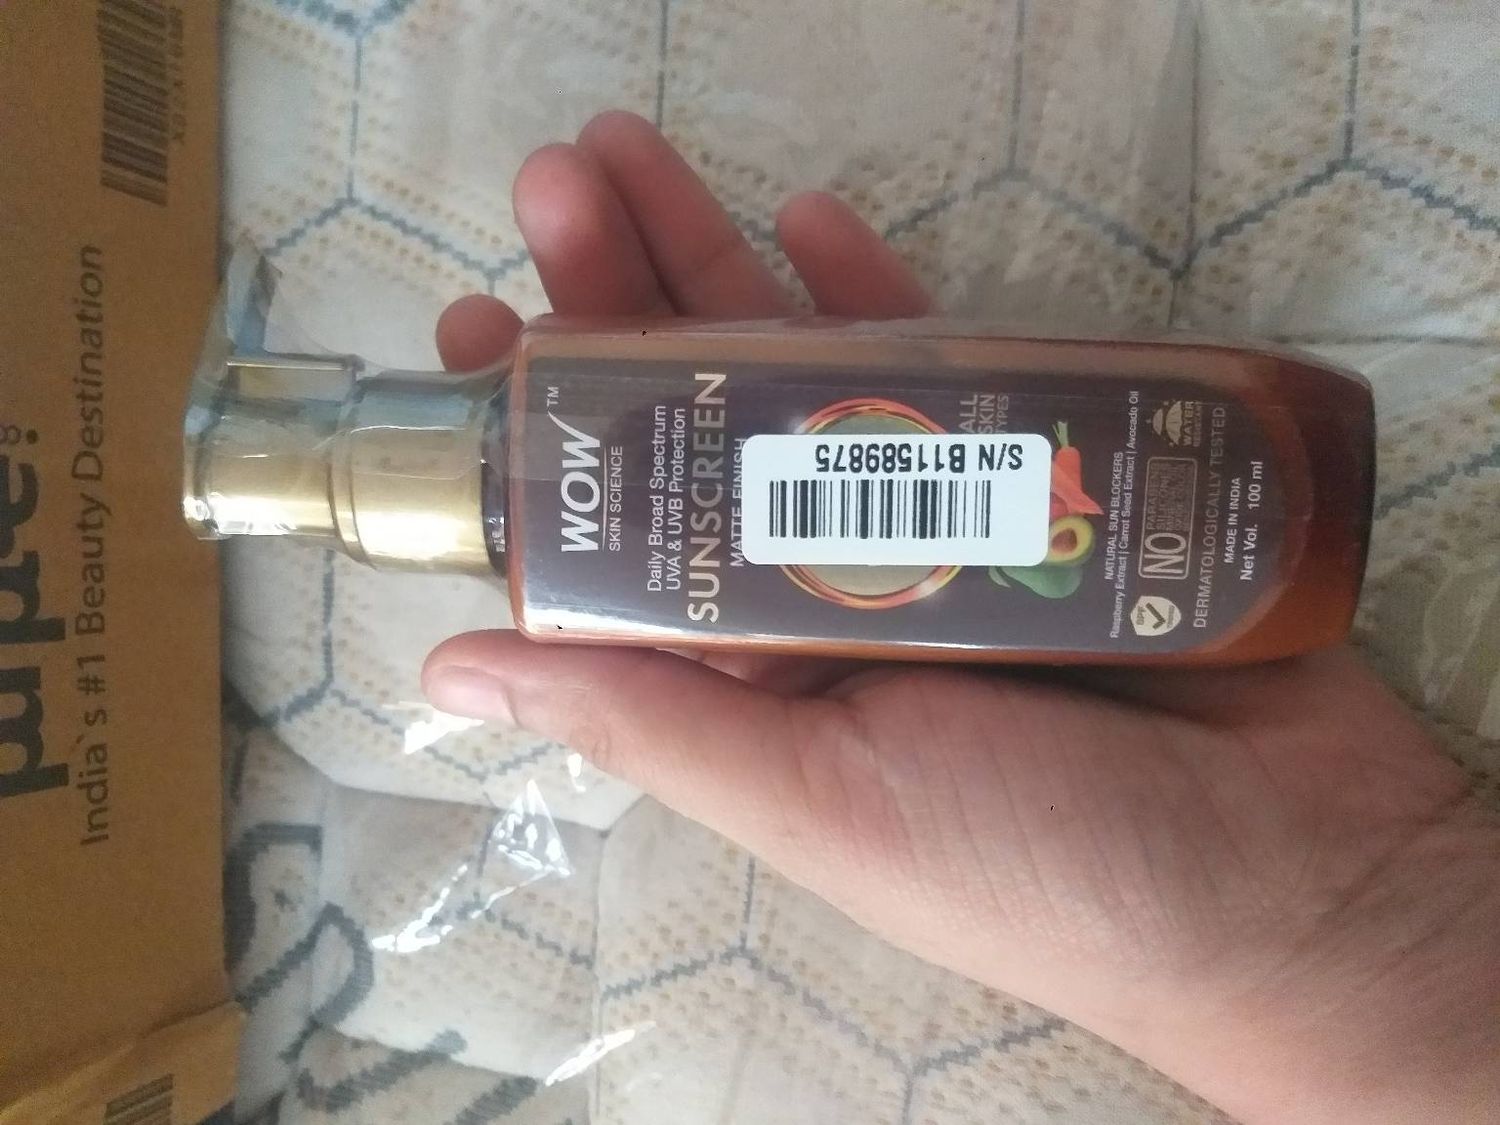 WOW™
SKIN SCIENCE
Daily Broad Spectrum
UVA & UVB Protection
SUNSCREEN
MATTE FINISH
S/N B11589875
ALL
SKIN
TYPES
NATURAL SUN BLOCKERS
Raspberry Extract | Carrot Seed Extract | Avocado Oil
NO
WATER
DERMATOLOGICALLY TESTED
MADE IN INDIA
Net Vol. 100 ml
India`s #1 Beauty Destination